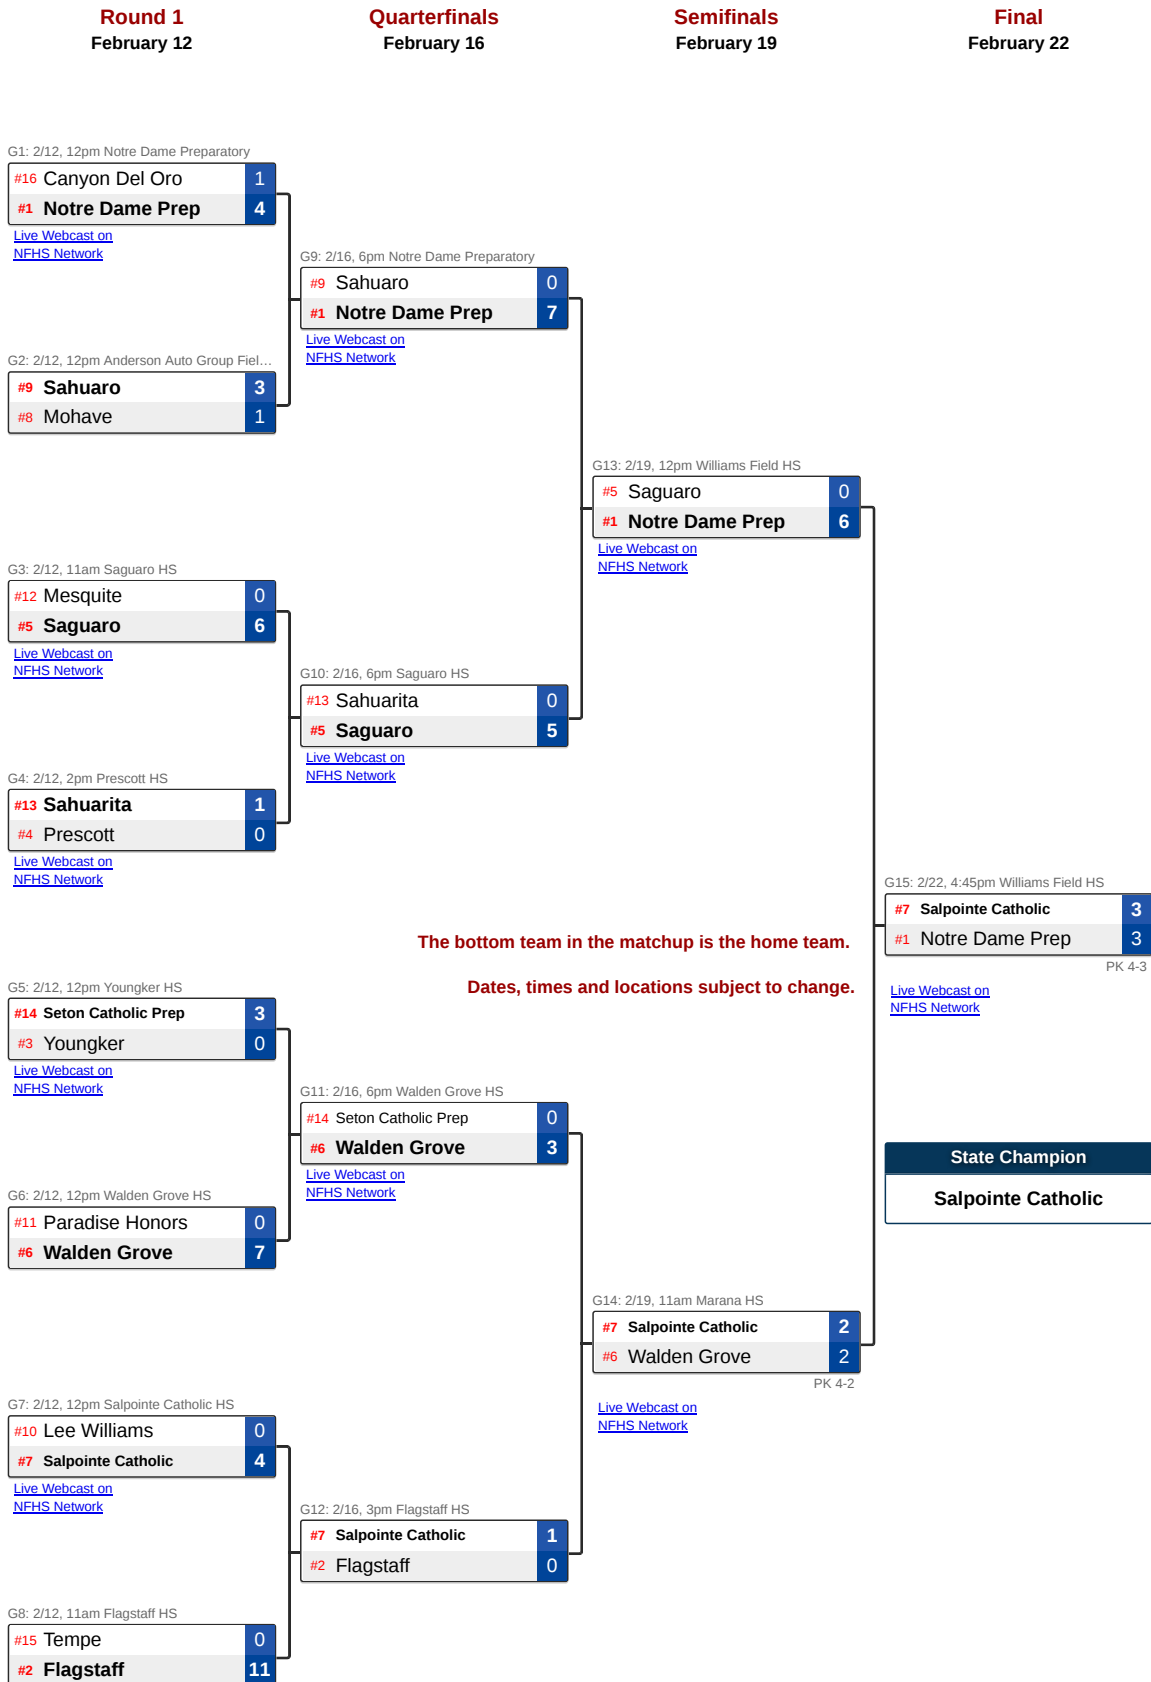 Round 1
February 12
Quarterfinals
February 16
Semifinals
February 19
Final
February 22
G1: 2/12, 12pm Notre Dame Preparatory
#16 Canyon Del Oro 1
#1 Notre Dame Prep 4
Live Webcast on
NFHS Network
G2: 2/12, 12pm Anderson Auto Group Fiel...
#9 Sahuaro 3
#8 Mohave 1
G3: 2/12, 11am Saguaro HS
#12 Mesquite 0
#5 Saguaro 6
Live Webcast on
NFHS Network
G4: 2/12, 2pm Prescott HS
#13 Sahuarita 1
#4 Prescott 0
Live Webcast on
NFHS Network
G5: 2/12, 12pm Youngker HS
#14 Seton Catholic Prep 3
#3 Youngker 0
Live Webcast on
NFHS Network
G6: 2/12, 12pm Walden Grove HS
#11 Paradise Honors 0
#6 Walden Grove 7
G7: 2/12, 12pm Salpointe Catholic HS
#10 Lee Williams 0
#7 Salpointe Catholic 4
Live Webcast on
NFHS Network
G8: 2/12, 11am Flagstaff HS
#15 Tempe 0
#2 Flagstaff 11
G9: 2/16, 6pm Notre Dame Preparatory
#9 Sahuaro 0
#1 Notre Dame Prep 7
Live Webcast on
NFHS Network
G10: 2/16, 6pm Saguaro HS
#13 Sahuarita 0
#5 Saguaro 5
Live Webcast on
NFHS Network
G11: 2/16, 6pm Walden Grove HS
#14 Seton Catholic Prep 0
#6 Walden Grove 3
Live Webcast on
NFHS Network
G12: 2/16, 3pm Flagstaff HS
#7 Salpointe Catholic 1
#2 Flagstaff 0
G13: 2/19, 12pm Williams Field HS
#5 Saguaro 0
#1 Notre Dame Prep 6
Live Webcast on
NFHS Network
The bottom team in the matchup is the home team.
Dates, times and locations subject to change.
G14: 2/19, 11am Marana HS
#7 Salpointe Catholic 2
#6 Walden Grove 2
PK 4-2
Live Webcast on
NFHS Network
G15: 2/22, 4:45pm Williams Field HS
#7 Salpointe Catholic 3
#1 Notre Dame Prep 3
PK 4-3
Live Webcast on
NFHS Network
State Champion
Salpointe Catholic